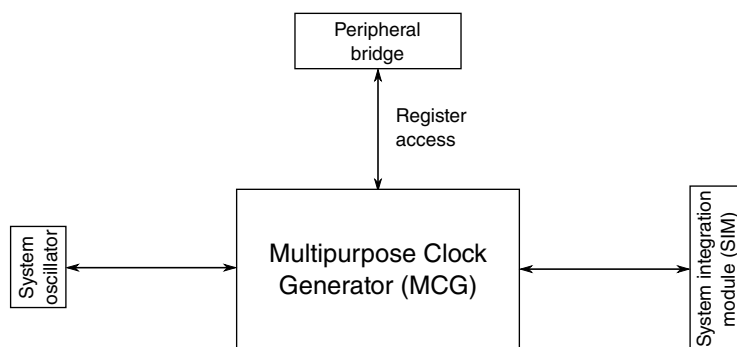 Peripheral
bridge
Register
access
System
oscillator
Multipurpose Clock
Generator (MCG)
System integration
module (SIM)